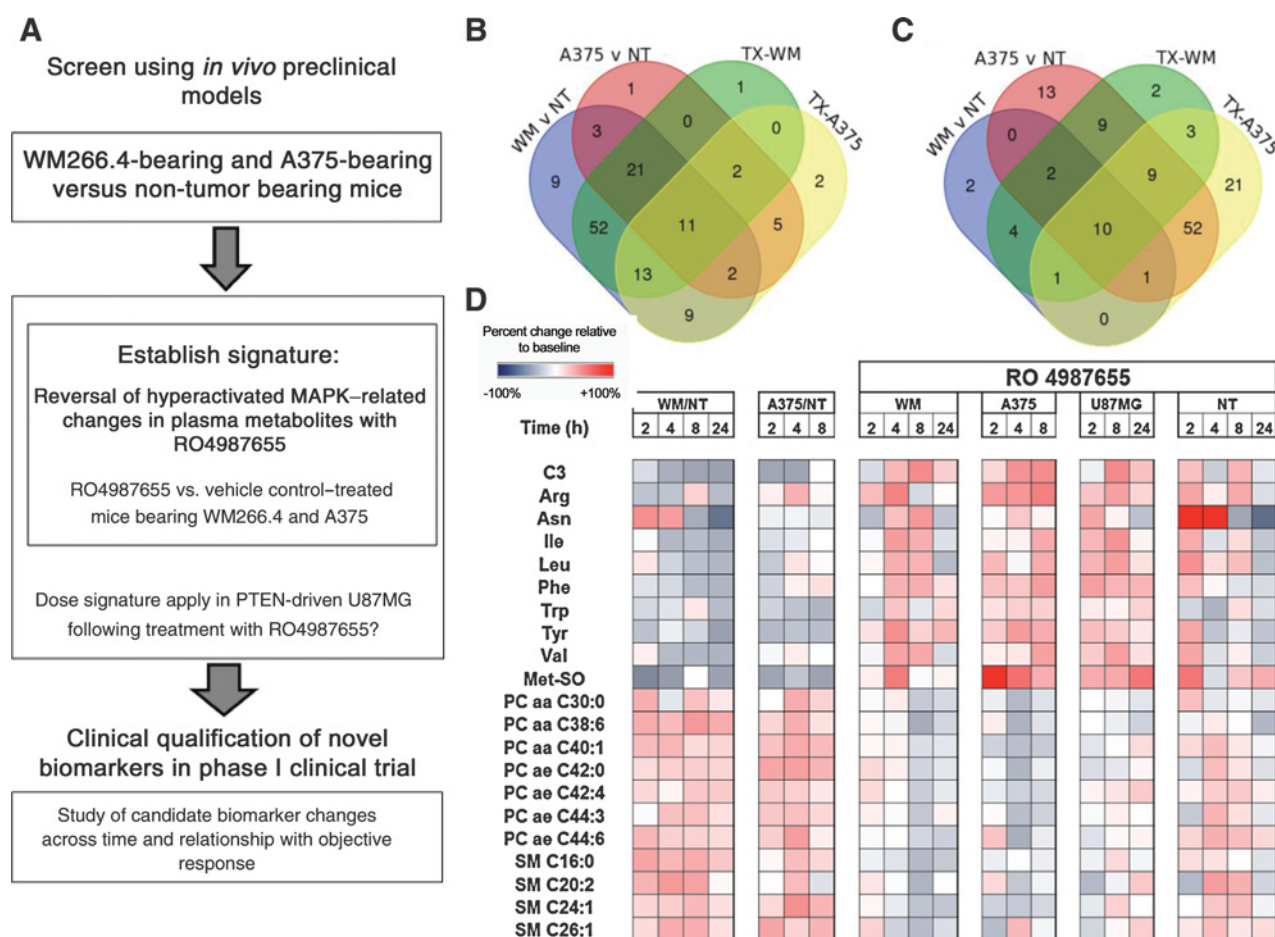 A
Screen using in vivo preclinical
models
WM266.4-bearing and A375-bearing
versus non-tumor bearing mice
Establish signature:
Reversal of hyperactivated MAPK–related
changes in plasma metabolites with
RO4987655
RO4987655 vs. vehicle control–treated
mice bearing WM266.4 and A375
Dose signature apply in PTEN-driven U87MG
following treatment with RO4987655?
Clinical qualification of novel
biomarkers in phase I clinical trial
Study of candidate biomarker changes
across time and relationship with objective
response
B
A375 v NT
TX-WM
WM v NT
TX-A375
1
1
3
0
0
9
21
2
2
52
11
5
13
2
9
C
A375 v NT
TX-WM
WM v NT
TX-A375
13
2
0
9
3
2
2
9
21
4
10
52
1
1
0
D
Percent change relative
to baseline
-100%
+100%
RO 4987655
WM/NT
A375/NT
WM
A375
U87MG
NT
Time (h)
2 4 8 24
2 4 8
2 4 8 24
2 4 8
2 8 24
2 4 8 24
C3
Arg
Asn
Ile
Leu
Phe
Trp
Tyr
Val
Met-SO
PC aa C30:0
PC aa C38:6
PC aa C40:1
PC ae C42:0
PC ae C42:4
PC ae C44:3
PC ae C44:6
SM C16:0
SM C20:2
SM C24:1
SM C26:1